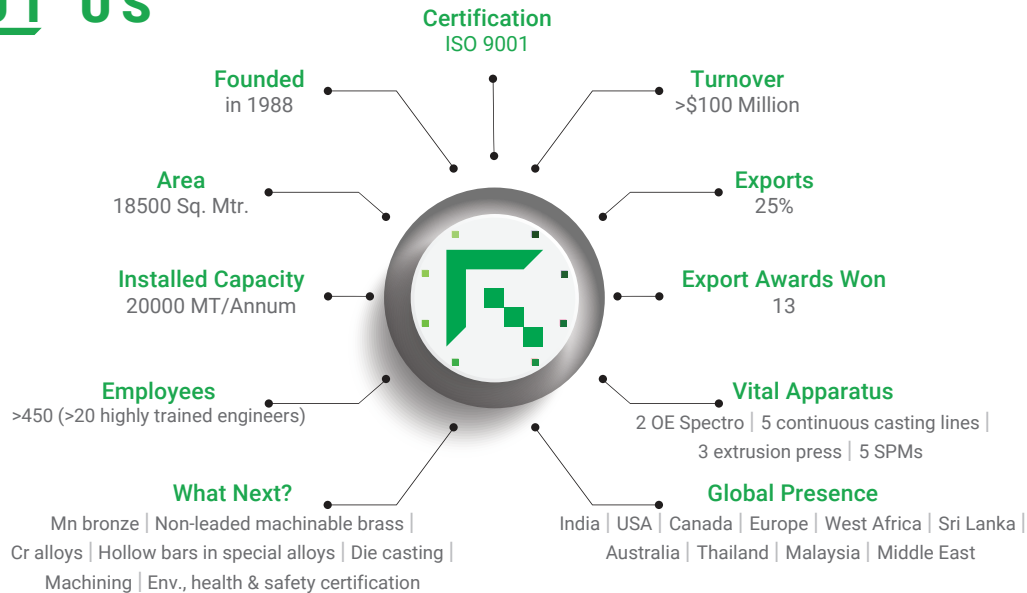 US
Certification
ISO 9001
Founded
in 1988
Turnover
>$100 Million
Area
18500 Sq. Mtr.
Exports
25%
Installed Capacity
20000 MT/Annum
Export Awards Won
13
Employees
>450 (>20 highly trained engineers)
Vital Apparatus
2 OE Spectro | 5 continuous casting lines |
3 extrusion press | 5 SPMs
What Next?
Mn bronze | Non-leaded machinable brass |
Cr alloys | Hollow bars in special alloys | Die casting |
Machining | Env., health & safety certification
Global Presence
India | USA | Canada | Europe | West Africa | Sri Lanka |
Australia | Thailand | Malaysia | Middle East